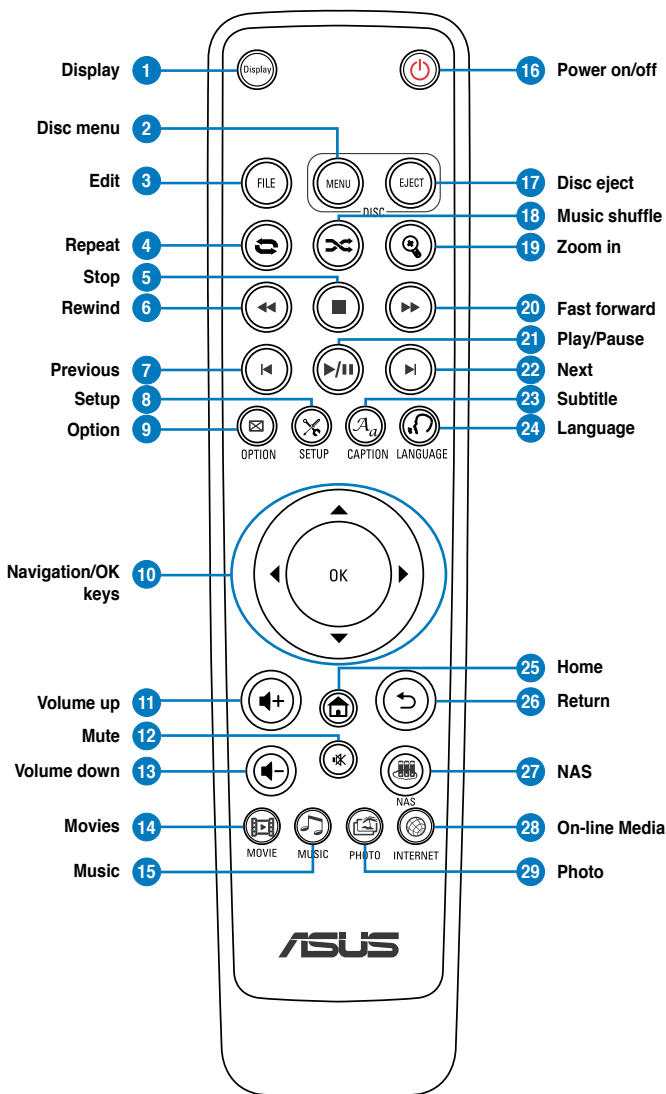 Display 1 Display 16 Power on/off
Disc menu 2
Edit 3 FILE MENU EJECT 17 Disc eject
DISC
18 Music shuffle
Repeat 4 19 Zoom in
Stop 5
Rewind 6 20 Fast forward
21 Play/Pause
Previous 7 22 Next
Setup 8 23 Subtitle
Option 9 24 Language
OPTION SETUP CAPTION LANGUAGE
Aa
Navigation/OK
keys
10 OK
25 Home
Volume up 11 26 Return
Mute 12
Volume down 13 27 NAS
NAS
Movies 14 28 On-line Media
MOVIE MUSIC PHOTO INTERNET
Music 15 29 Photo
ASUS